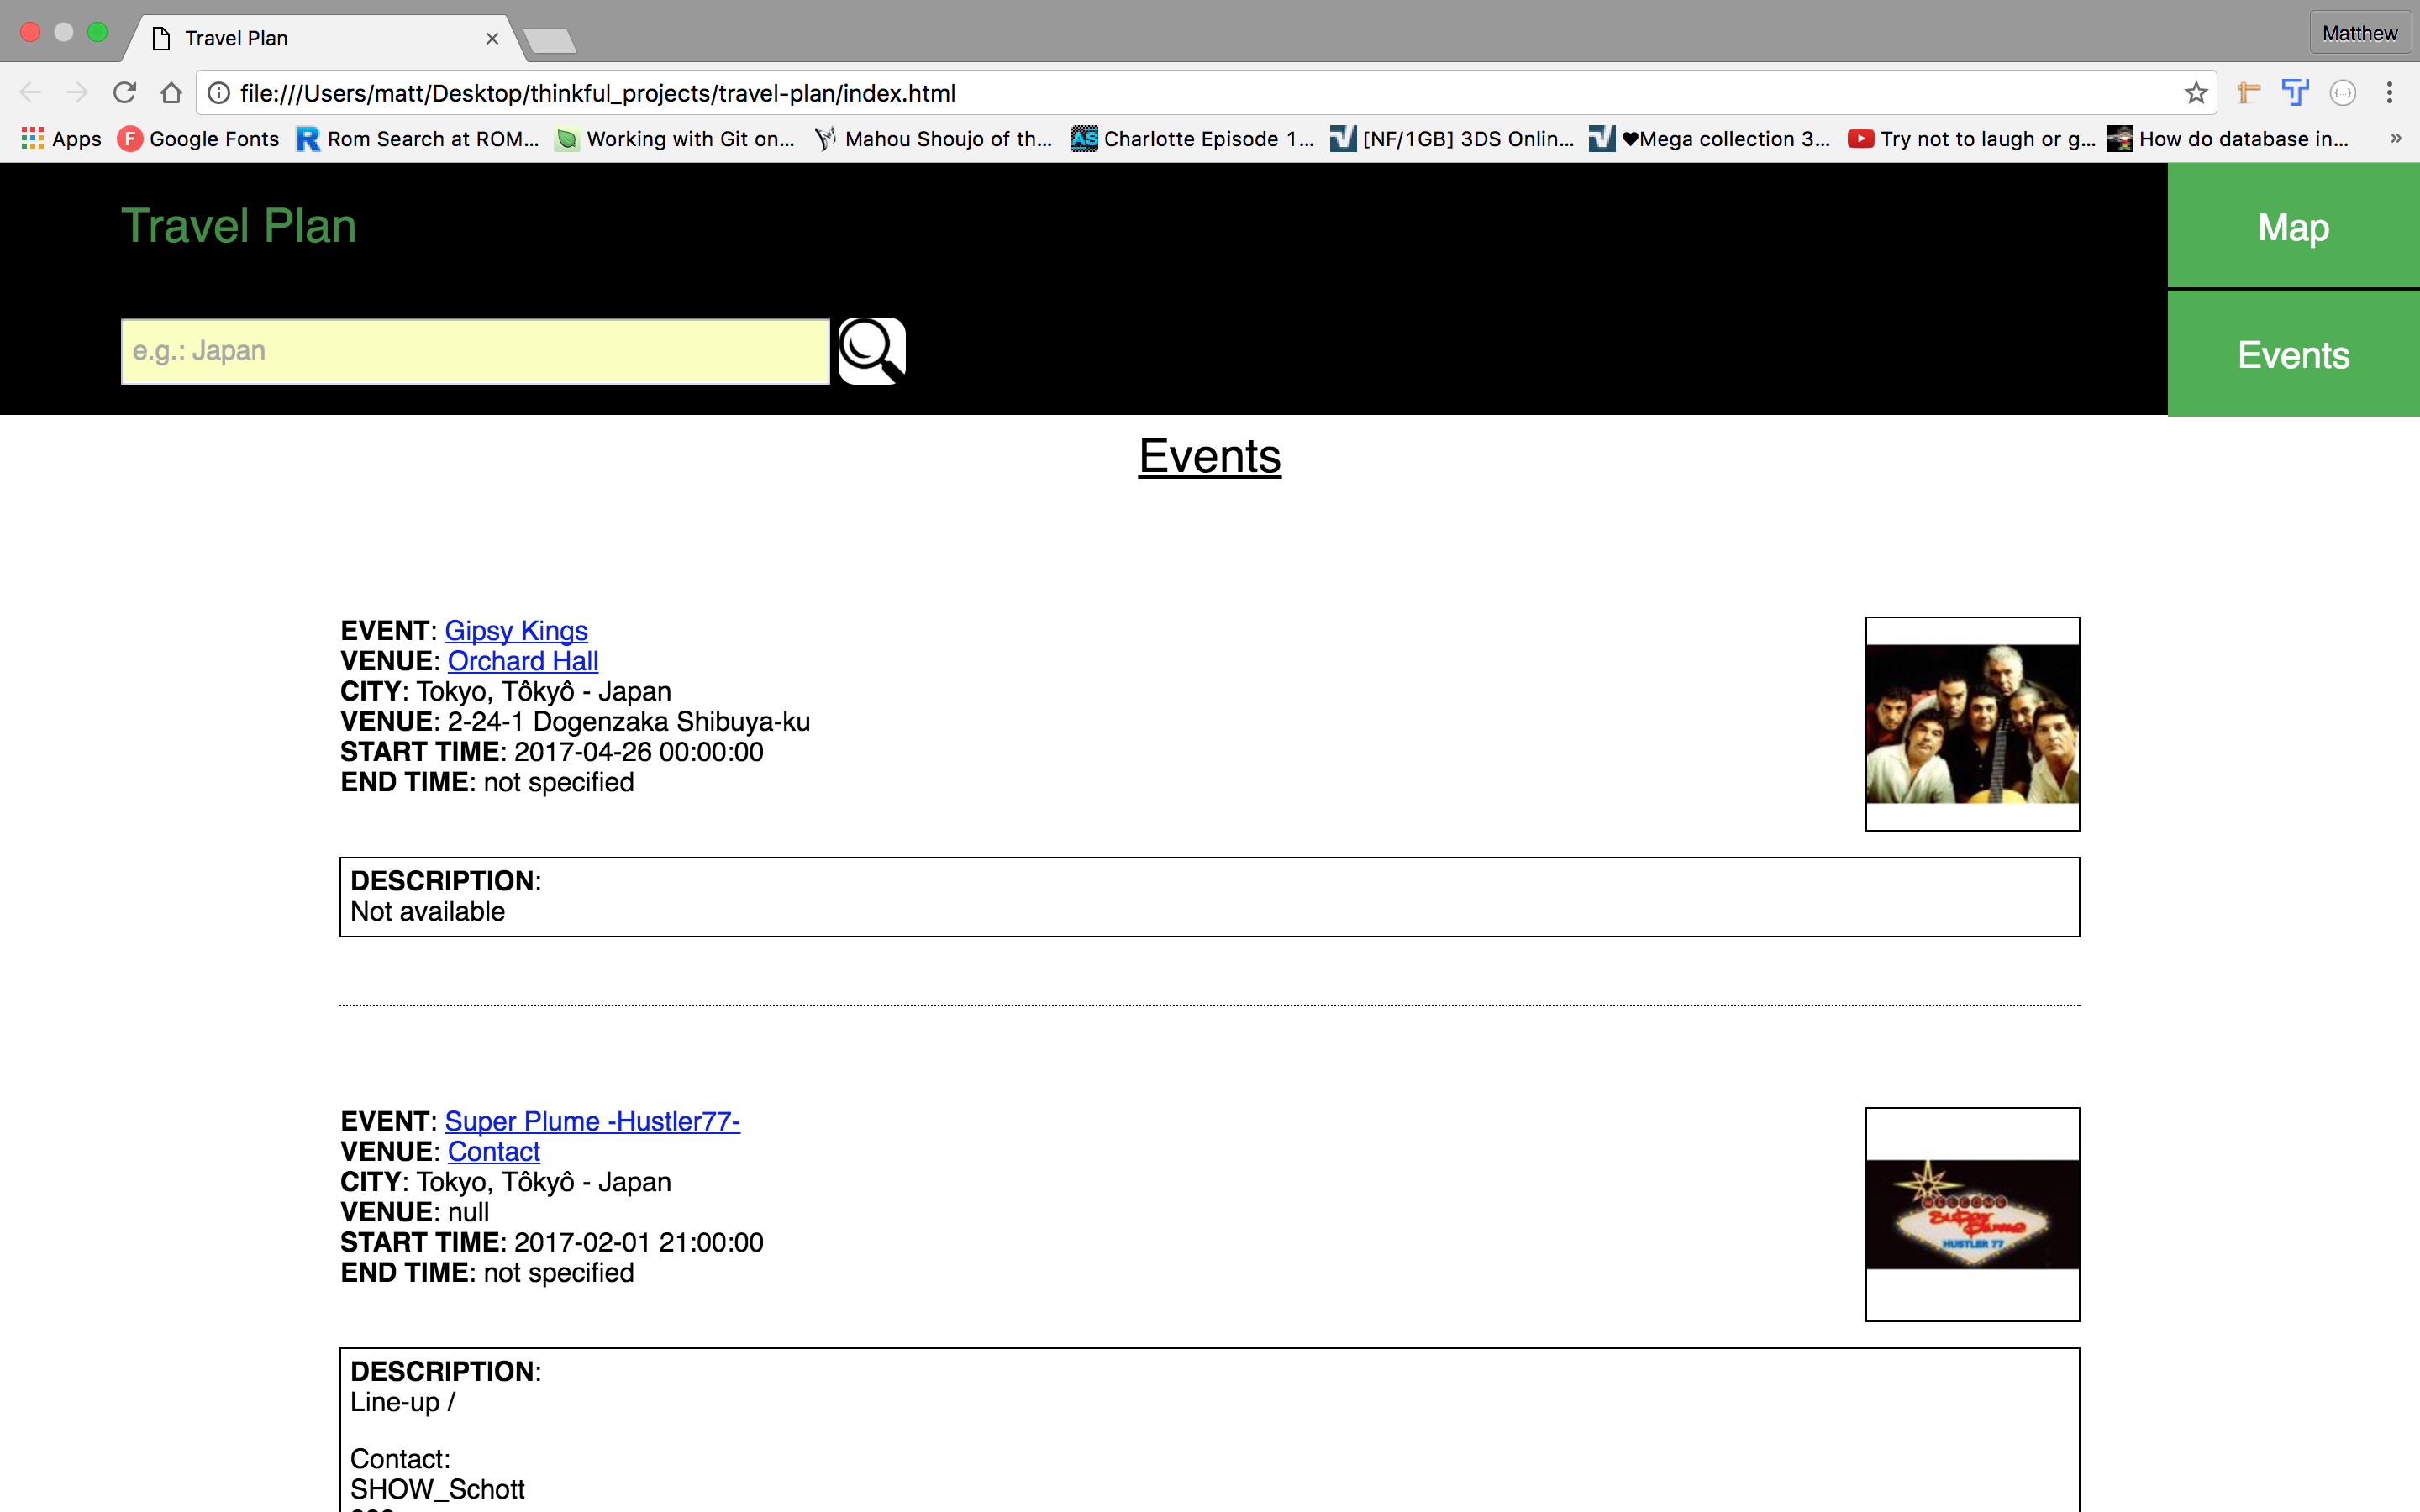 Travel Plan
Matthew
file:///Users/matt/Desktop/thinkful_projects/travel-plan/index.html
Apps
F Google Fonts
R Rom Search at ROM...
Working with Git on...
Mahou Shoujo of th...
AS Charlotte Episode 1...
[NF/1GB] 3DS Onlin...
♥Mega collection 3...
Try not to laugh or g...
How do database in...
»
Travel Plan
Map
e.g.: Japan
Events
Events
EVENT: Gipsy Kings
VENUE: Orchard Hall
CITY: Tokyo, Tôkyô - Japan
VENUE: 2-24-1 Dogenzaka Shibuya-ku
START TIME: 2017-04-26 00:00:00
END TIME: not specified
DESCRIPTION:
Not available
EVENT: Super Plume -Hustler77-
VENUE: Contact
CITY: Tokyo, Tôkyô - Japan
VENUE: null
START TIME: 2017-02-01 21:00:00
END TIME: not specified
WELCOME
Super
Plume
HUSTLER 77
DESCRIPTION:
Line-up /
Contact:
SHOW_Schott